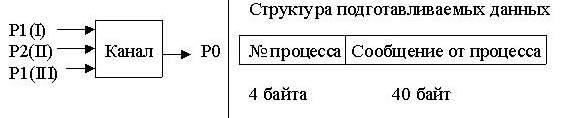 Структура подготавливаемых данных
P1(I)
P2(II)
P1(III)
Канал
P0
№процесса
Сообщение от процесса
4 байта
40 байт